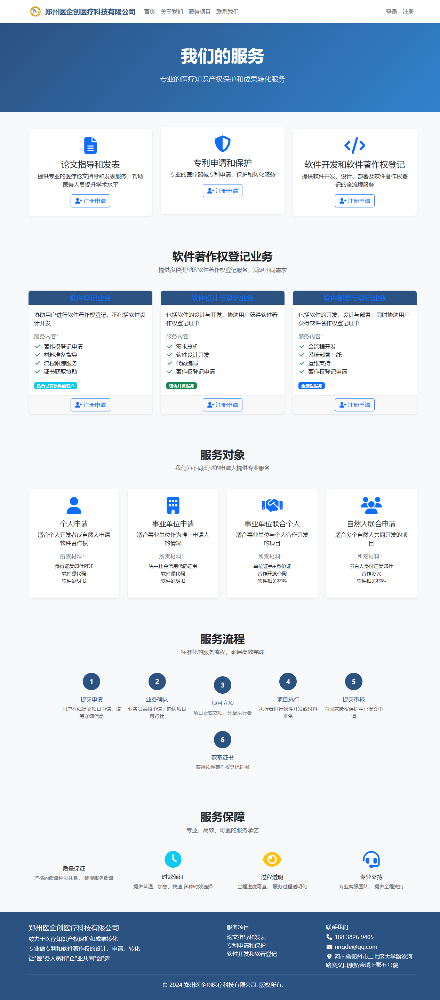 郑州医企创医疗科技有限公司 首页 关于我们 服务项目 联系我们 登录 注册
我们的服务
专业的医疗知识产权保护和成果转化服务
论文指导和发表
提供专业的医疗论文指导和发表服务，帮助
医务人员提升学术水平
注册申请
专利申请和保护
专业的医疗器械专利申请、保护和转化服务
注册申请
软件开发和软件著作权登记
提供软件开发、设计、部署及软件著作权登
记的全流程服务
注册申请
软件著作权登记业务
提供多种类型的软件著作权登记服务，满足不同需求
软件登记业务
协助用户进行软件著作权登记，不包括软件设
计开发
服务内容：
著作权登记申请
材料准备指导
流程跟踪服务
证书获取协助
适合已有软件的客户
注册申请
软件设计与登记业务
包括软件的设计与开发，协助用户获得软件著
作权登记证书
服务内容：
需求分析
软件设计开发
代码编写
著作权登记申请
包含开发服务
注册申请
软件部署与登记业务
包括软件的开发、设计与部署，同时协助用户
获得软件著作权登记证书
服务内容：
全流程开发
系统部署上线
运维支持
著作权登记申请
全流程服务
注册申请
服务对象
我们为不同类型的申请人提供专业服务
个人申请
适合个人开发者或自然人申请
软件著作权
所需材料：
身份证复印件PDF
软件源代码
软件说明书
事业单位申请
适合事业单位作为唯一申请人
的情况
所需材料：
统一社会信用代码证书
软件源代码
软件说明书
事业单位联合个人
适合事业单位与个人合作开发
的项目
所需材料：
单位证书+身份证
合作开发合同
软件相关材料
自然人联合申请
适合多个自然人共同开发的项
目
所需材料：
所有人身份证复印件
合作协议
软件相关材料
服务流程
标准化的服务流程，确保高效完成
1
提交申请
用户在线提交项目申请，填
写详细信息
2
业务确认
业务员审核申请，确认项目
可行性
3
项目立项
项目正式立项，分配执行者
4
项目执行
执行者进行软件开发或材料
准备
5
提交审核
向国家版权保护中心提交申
请
6
获取证书
获得软件著作权登记证书
服务保障
专业、高效、可靠的服务承诺
质量保证
严格的质量控制体系， 确保服务质量
时效保证
提供普通、加急、快速 多种时效选择
过程透明
全程进度可查， 服务过程透明化
专业支持
专业客服团队， 提供全程支持
郑州医企创医疗科技有限公司
致力于医疗知识产权保护和成果转化
专业做专利和软件著作权的设计、申请、转化
让"医"务人员和"企"业共同"创"造
服务项目
论文指导和发表
专利申请和保护
软件开发和软著登记
联系我们
188 3826 9405
nngde@qq.com
河南省郑州市二七区大学路汝河
路交叉口康桥金域上郡五号院
© 2024 郑州医企创医疗科技有限公司. 版权所有.